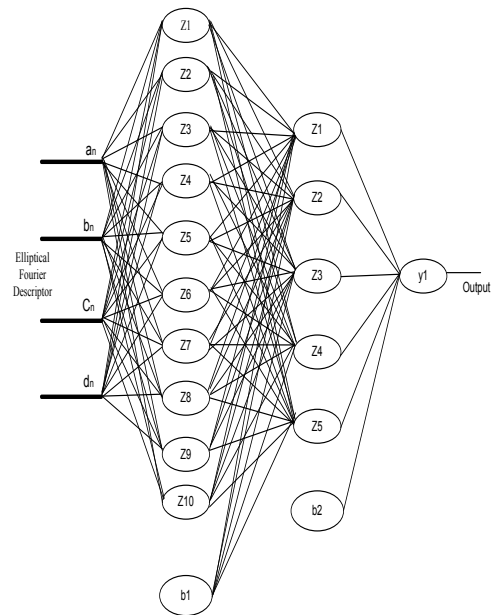 Z1
Z2
Z3
Z4
Z5
Z6
Z7
Z8
Z9
Z10
b1
an
bn
Elliptical
Fourier
Descriptor
Cn
dn
Z1
Z2
Z3
Z4
Z5
b2
y1
Output